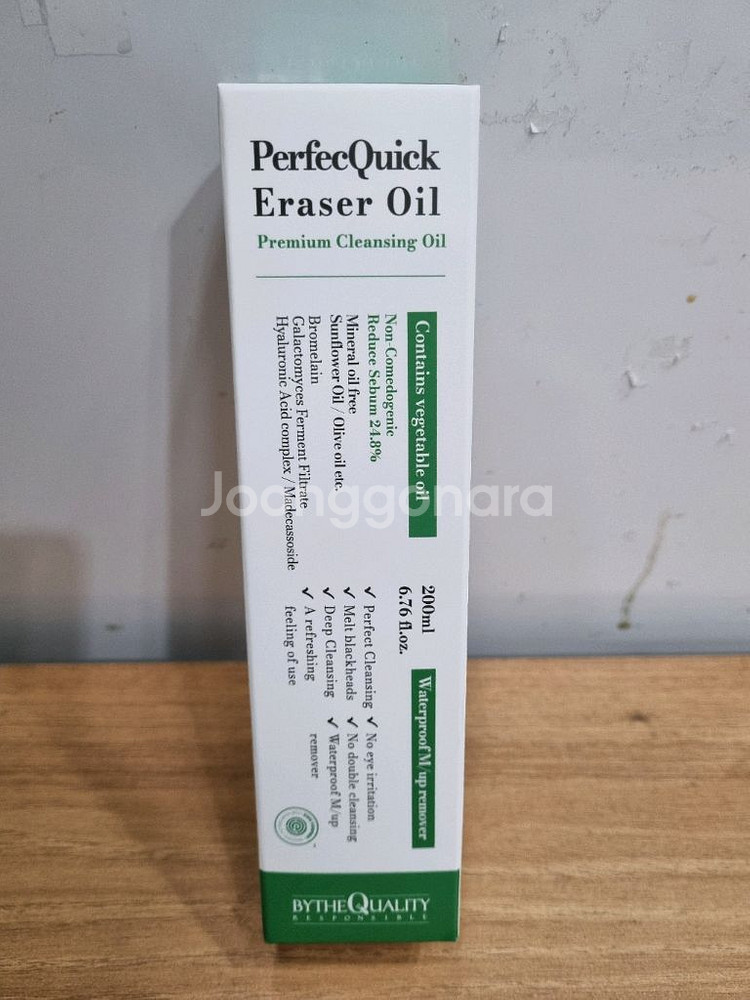 PerfecQuick
Eraser Oil
Premium Cleansing Oil
Contains vegetable oil
Non-Comedogenic
Reduce Sebum 24.8%
Mineral oil free
Sunflower Oil / Olive oil etc.
Bromelain
Galactomyces Ferment Filtrate
Hyaluronic Acid complex / Madecassoside
200ml
6.76 fl.oz.
Waterproof M/up remover
✓ Perfect Cleansing
✓ Melt blackheads
✓ Deep Cleansing
✓ A refreshing
feeling of use
✓ No eye irritation
✓ No double cleansing
✓ Waterproof M/up
remover
BYTHEQUALITY
RESPONSIBLE
Joonggonara